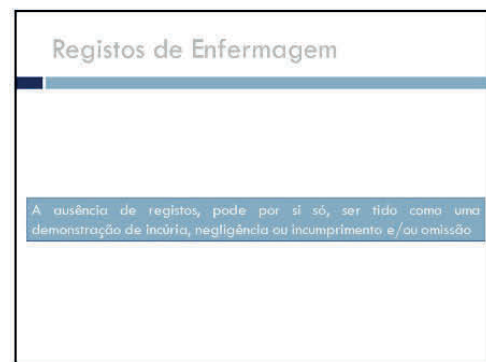 Registos de Enfermagem
A ausência de registos, pode por si só, ser tido como uma
demonstração de incúria, negligência ou incumprimento e/ou omissão